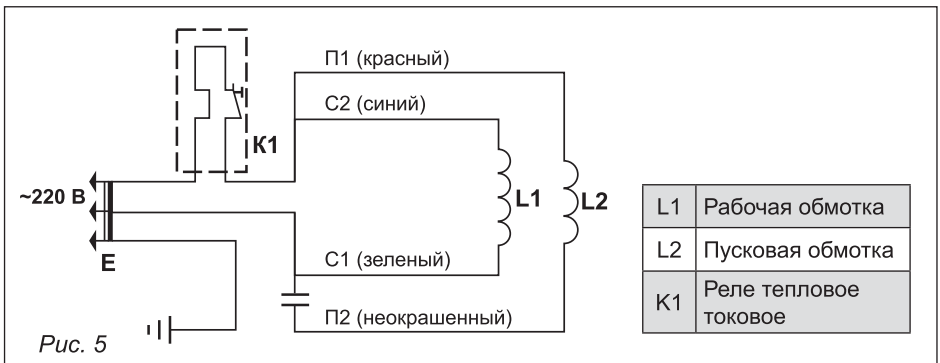 П1 (красный)
С2 (синий)
К1
~220 В
L1
L2
Е
С1 (зеленый)
П2 (неокрашенный)
Рис. 5
L1 Рабочая обмотка
L2 Пусковая обмотка
K1 Реле тепловое
токовое